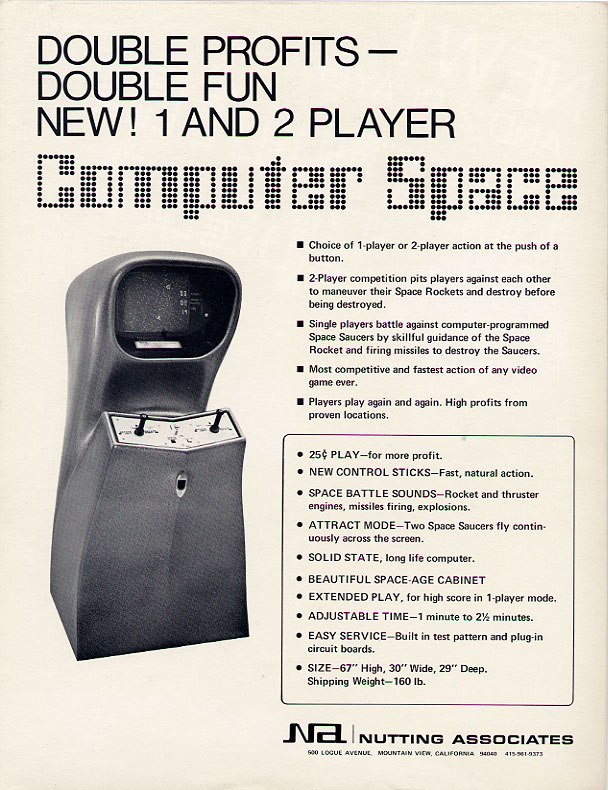 DOUBLE PROFITS—
DOUBLE FUN
NEW! 1 AND 2 PLAYER
Computer Space
■ Choice of 1-player or 2-player action at the push of a
button.
■ 2-Player competition pits players against each other
to maneuver their Space Rockets and destroy before
being destroyed.
■ Single players battle against computer-programmed
Space Saucers by skillful guidance of the Space
Rocket and firing missiles to destroy the Saucers.
■ Most competitive and fastest action of any video
game ever.
■ Players play again and again. High profits from
proven locations.
● 25¢ PLAY—for more profit.
● NEW CONTROL STICKS—Fast, natural action.
● SPACE BATTLE SOUNDS—Rocket and thruster
engines, missiles firing, explosions.
● ATTRACT MODE—Two Space Saucers fly contin-
uously across the screen.
● SOLID STATE, long life computer.
● BEAUTIFUL SPACE-AGE CABINET
● EXTENDED PLAY, for high score in 1-player mode.
● ADJUSTABLE TIME—1 minute to 2½ minutes.
● EASY SERVICE—Built in test pattern and plug-in
circuit boards.
● SIZE—67″ High, 30″ Wide, 29″ Deep.
Shipping Weight—160 lb.
na | NUTTING ASSOCIATES
500 LOGUE AVENUE, MOUNTAIN VIEW, CALIFORNIA 94040 415-961-9373